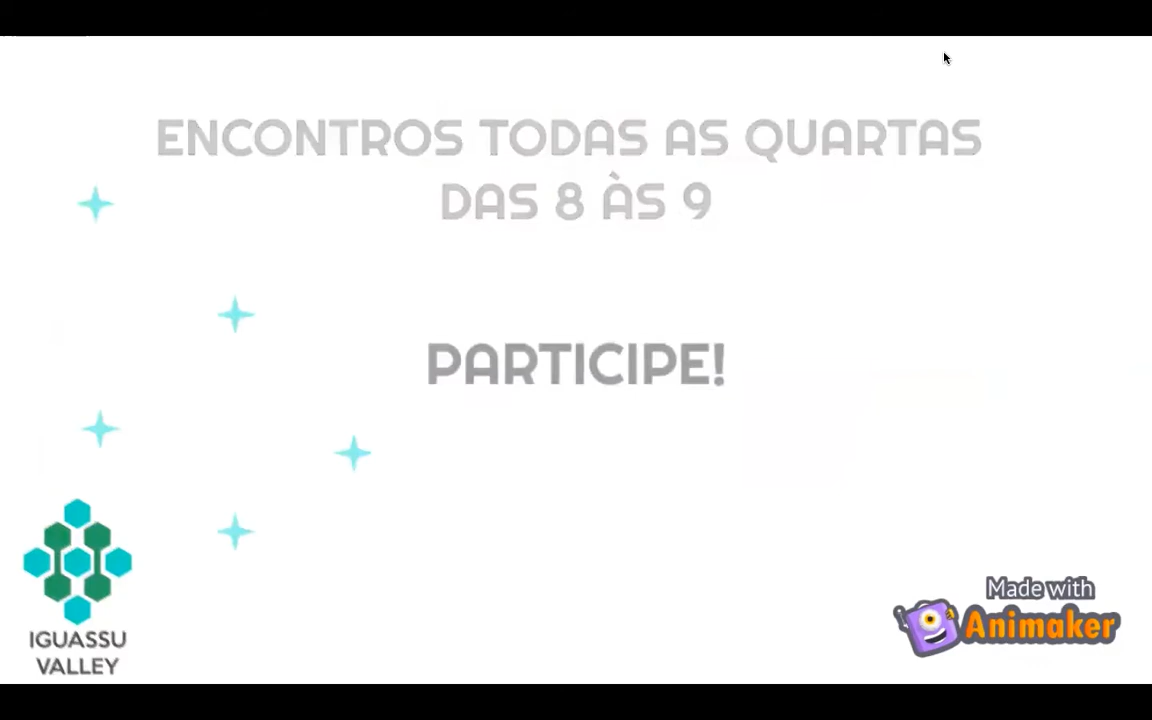 ENCONTROS TODAS AS QUARTAS
DAS 8 ÀS 9
PARTICIPE!
IGUASSU
VALLEY
Made with
Animaker